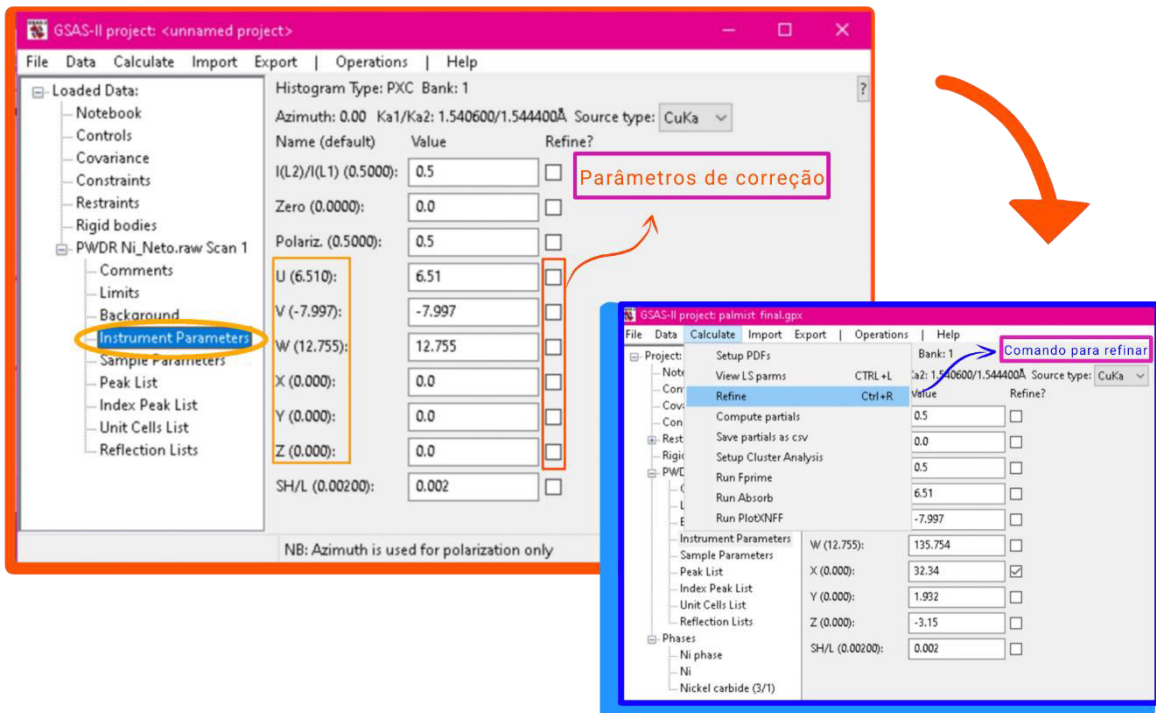 GSAS-II project: <unnamed project>
File Data Calculate Import Export | Operations | Help
Loaded Data:
Notebook
Controls
Covariance
Constraints
Restraints
Rigid bodies
PWDR Ni_Neto.raw Scan 1
Comments
Limits
Background
Instrument Parameters
Sample Parameters
Peak List
Index Peak List
Unit Cells List
Reflection Lists
Histogram Type: PXC Bank: 1
?
Azimuth: 0.00 Ka1/Ka2: 1.540600/1.544400Å Source type: CuKa
Name (default) Value Refine?
I(L2)/I(L1) (0.5000): 0.5
Zero (0.0000): 0.0
Polariz. (0.5000): 0.5
U (6.510): 6.51
V (-7.997): -7.997
W (12.755): 12.755
X (0.000): 0.0
Y (0.000): 0.0
Z (0.000): 0.0
SH/L (0.00200): 0.002
NB: Azimuth is used for polarization only
Parâmetros de correção
GSAS-II project: palmist final.gpx
File Data Calculate Import Export | Operations | Help
Project:
Note
Con
Cov
Con
Rest
Rigi
PWD
Instrument Parameters
Sample Parameters
Peak List
Index Peak List
Unit Cells List
Reflection Lists
Phases
Ni phase
Ni
Nickel carbide (3/1)
Setup PDFs
View LS parms CTRL+L
Refine Ctrl+R
Compute partials
Save partials as csv
Setup Cluster Analysis
Run Fprime
Run Absorb
Run PlotXNFF
Bank: 1
Comando para refinar
a2: 1.540600/1.544400Å Source type: CuKa
Value Refine?
0.5
0.0
0.5
6.51
-7.997
W (12.755): 135.754
X (0.000): 32.34
Y (0.000): 1.932
Z (0.000): -3.15
SH/L (0.00200): 0.002